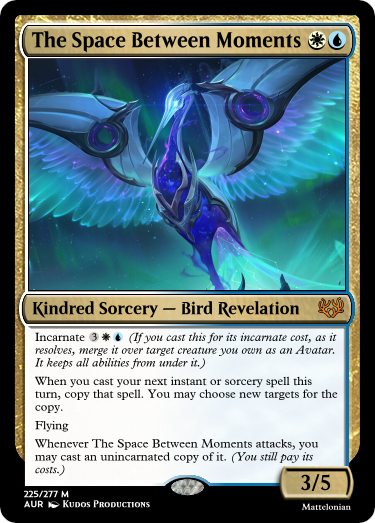 The Space Between Moments
Kindred Sorcery — Bird Revelation
Incarnate 3 (If you cast this for its incarnate cost, as it
resolves, merge it over target creature you own as an Avatar.
It keeps all abilities from under it.)
When you cast your next instant or sorcery spell this
turn, copy that spell. You may choose new targets for the
copy.
Flying
Whenever The Space Between Moments attacks, you
may cast an unincarnated copy of it. (You still pay its
costs.)
3/5
225/277 M
AUR Kudos Productions
Mattelonian